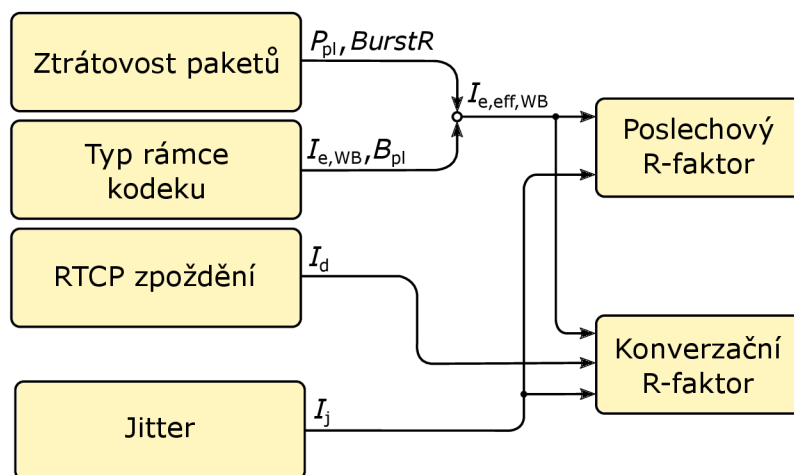 Ztrátovost paketů
P_pl, BurstR
I_e,eff,WB
Typ rámce
kodeku
I_e,WB, B_pl
Poslechový
R-faktor
RTCP zpoždění
I_d
Konverzační
R-faktor
Jitter
I_j